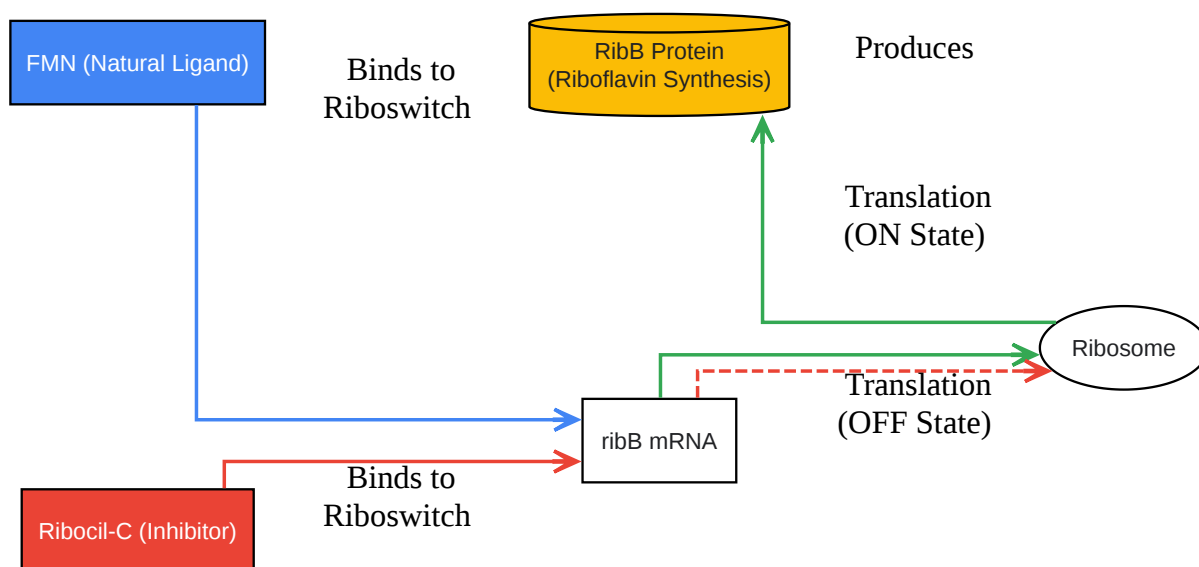 FMN (Natural Ligand)
Binds to
Riboswitch
RibB Protein
(Riboflavin Synthesis)
Produces
Translation
(ON State)
Ribosome
Translation
(OFF State)
ribB mRNA
Binds to
Riboswitch
Ribocil-C (Inhibitor)